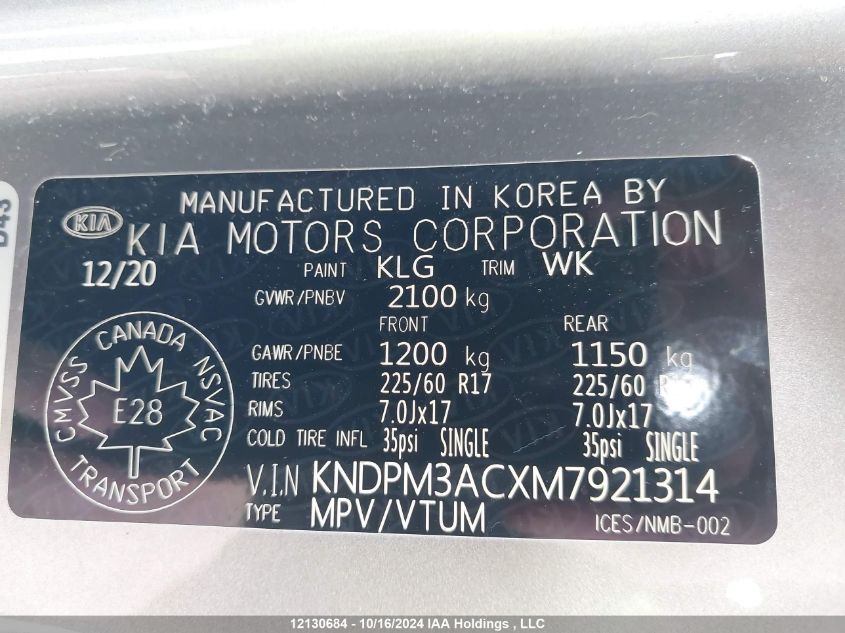 D43
MANUFACTURED IN KOREA BY
KIA KIA MOTORS CORPORATION
12/20 PAINT KLG TRIM WK
GVWR/PNBV 2100 kg
FRONT REAR
GAWR/PNBE 1200 kg 1150 kg
TIRES 225/60 R17 225/60 R17
RIMS 7.0Jx17 7.0Jx17
COLD TIRE INFL 35psi SINGLE 35psi SINGLE
CANADA
CMVSS NSVAC
E28
TRANSPORT
V.I.N KNDPM3ACXM7921314
TYPE MPV/VTUM ICES/NMB-002
12130684 - 10/16/2024 IAA Holdings , LLC